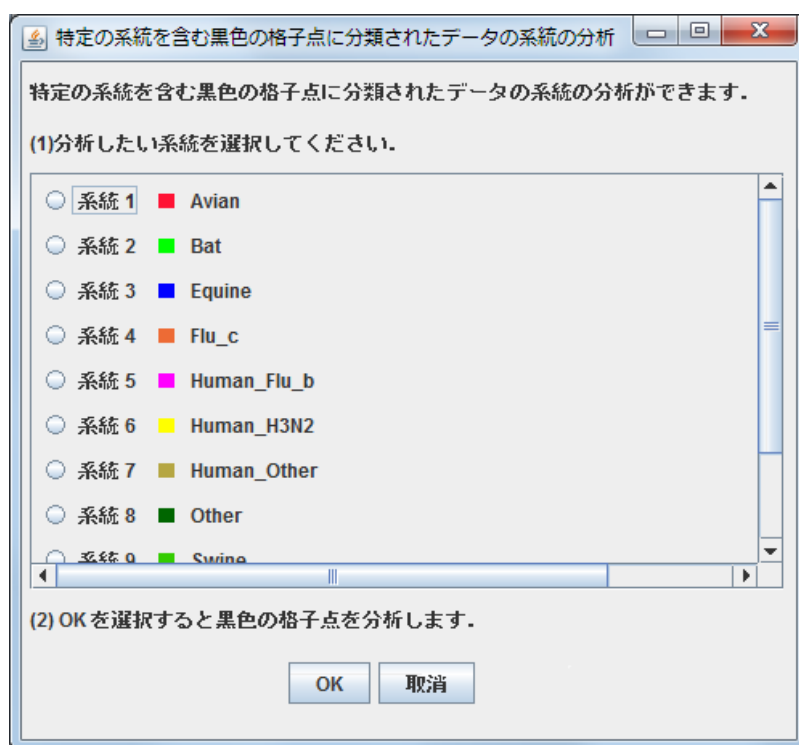 特定の系統を含む黒色の格子点に分類されたデータの系統の分析
特定の系統を含む黒色の格子点に分類されたデータの系統の分析ができます．
(1)分析したい系統を選択してください．
系統 1 Avian
系統 2 Bat
系統 3 Equine
系統 4 Flu_c
系統 5 Human_Flu_b
系統 6 Human_H3N2
系統 7 Human_Other
系統 8 Other
系統 9 Swine
(2) OKを選択すると黒色の格子点を分析します．
OK 取消